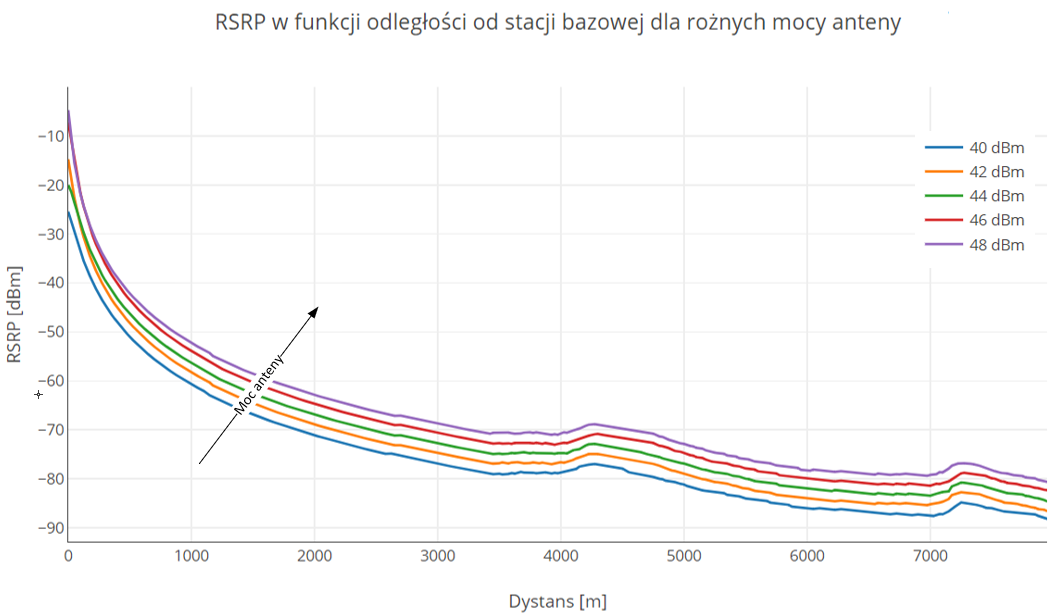 RSRP w funkcji odległości od stacji bazowej dla rożnych mocy anteny
−10
−20
−30
−40
−50
−60
−70
−80
−90
RSRP [dBm]
40 dBm
42 dBm
44 dBm
46 dBm
48 dBm
Moc anteny
0
1000
2000
3000
4000
5000
6000
7000
Dystans [m]